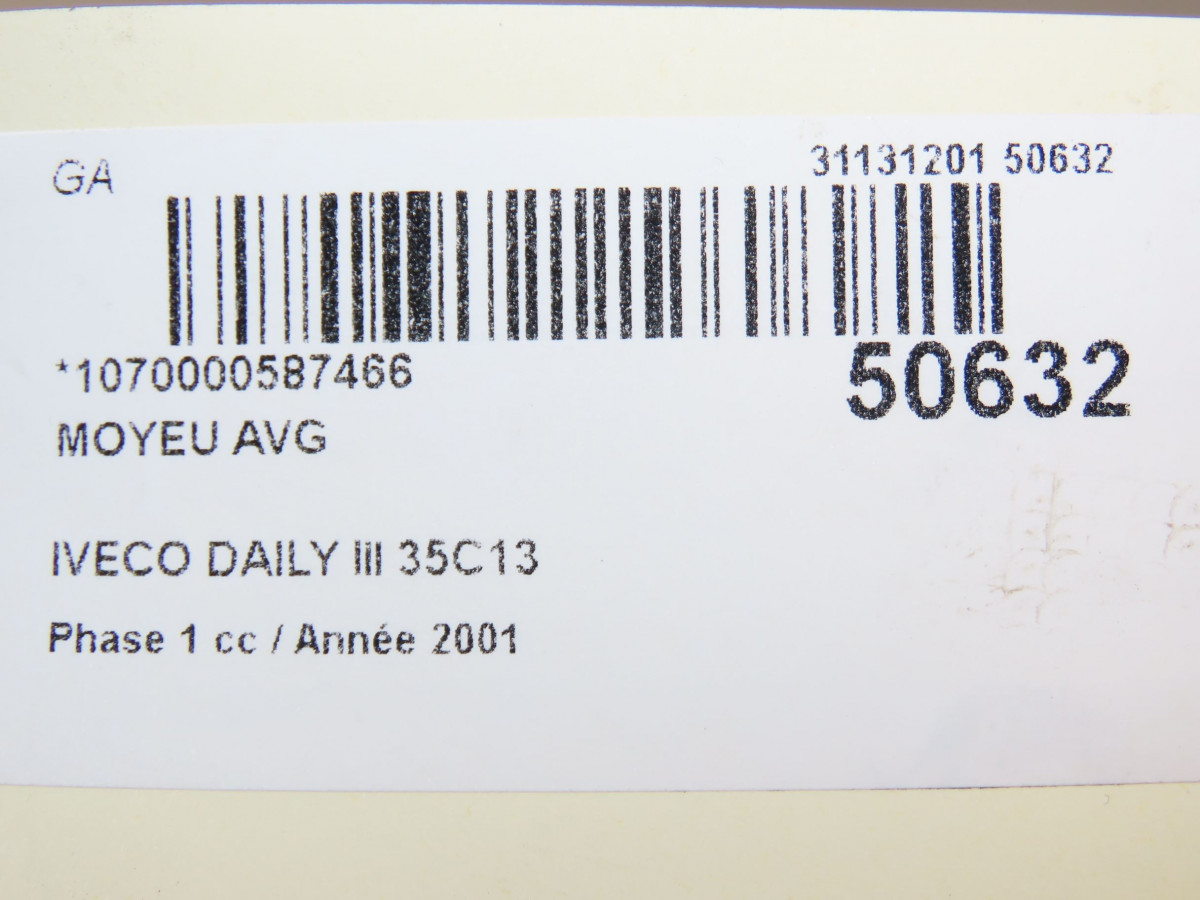 GA
31131201 50632
*1070000587466
50632
MOYEU AVG
IVECO DAILY III 35C13
Phase 1 cc / Année 2001